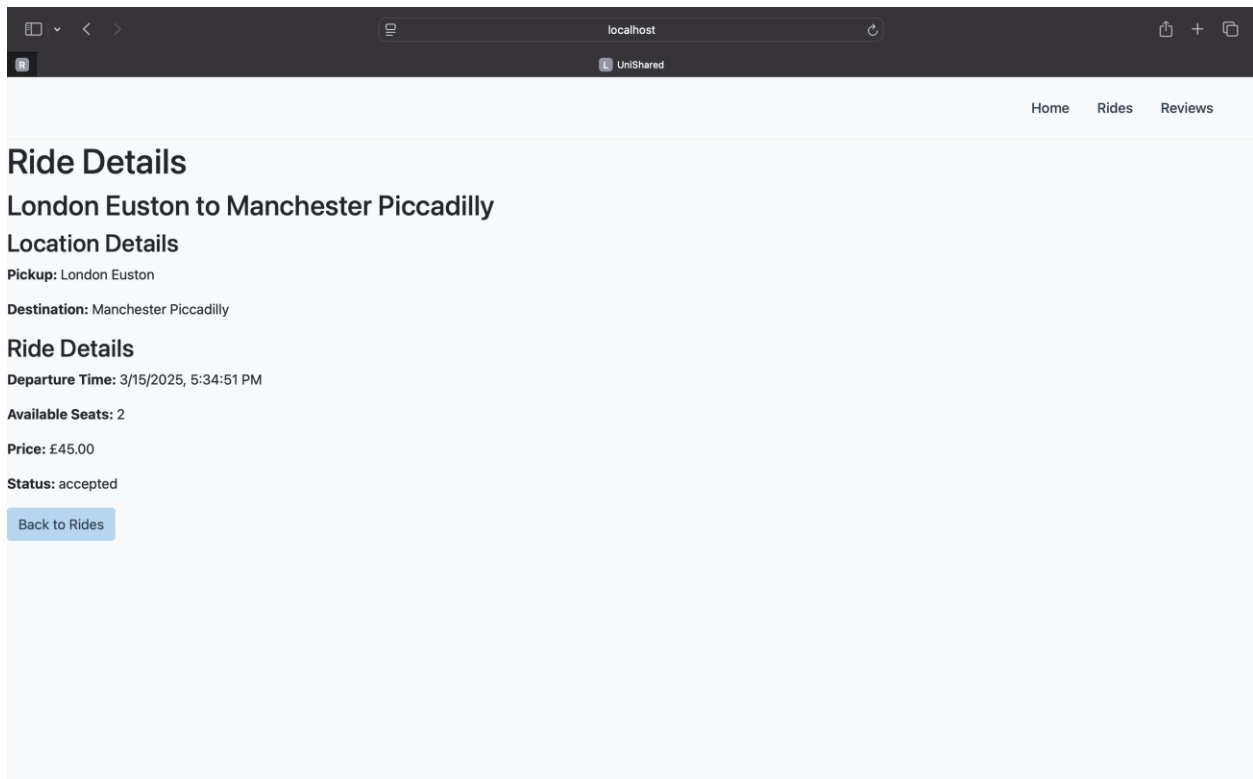 localhost
R
L UniShared
Home Rides Reviews
Ride Details
London Euston to Manchester Piccadilly
Location Details
Pickup: London Euston
Destination: Manchester Piccadilly
Ride Details
Departure Time: 3/15/2025, 5:34:51 PM
Available Seats: 2
Price: £45.00
Status: accepted
Back to Rides